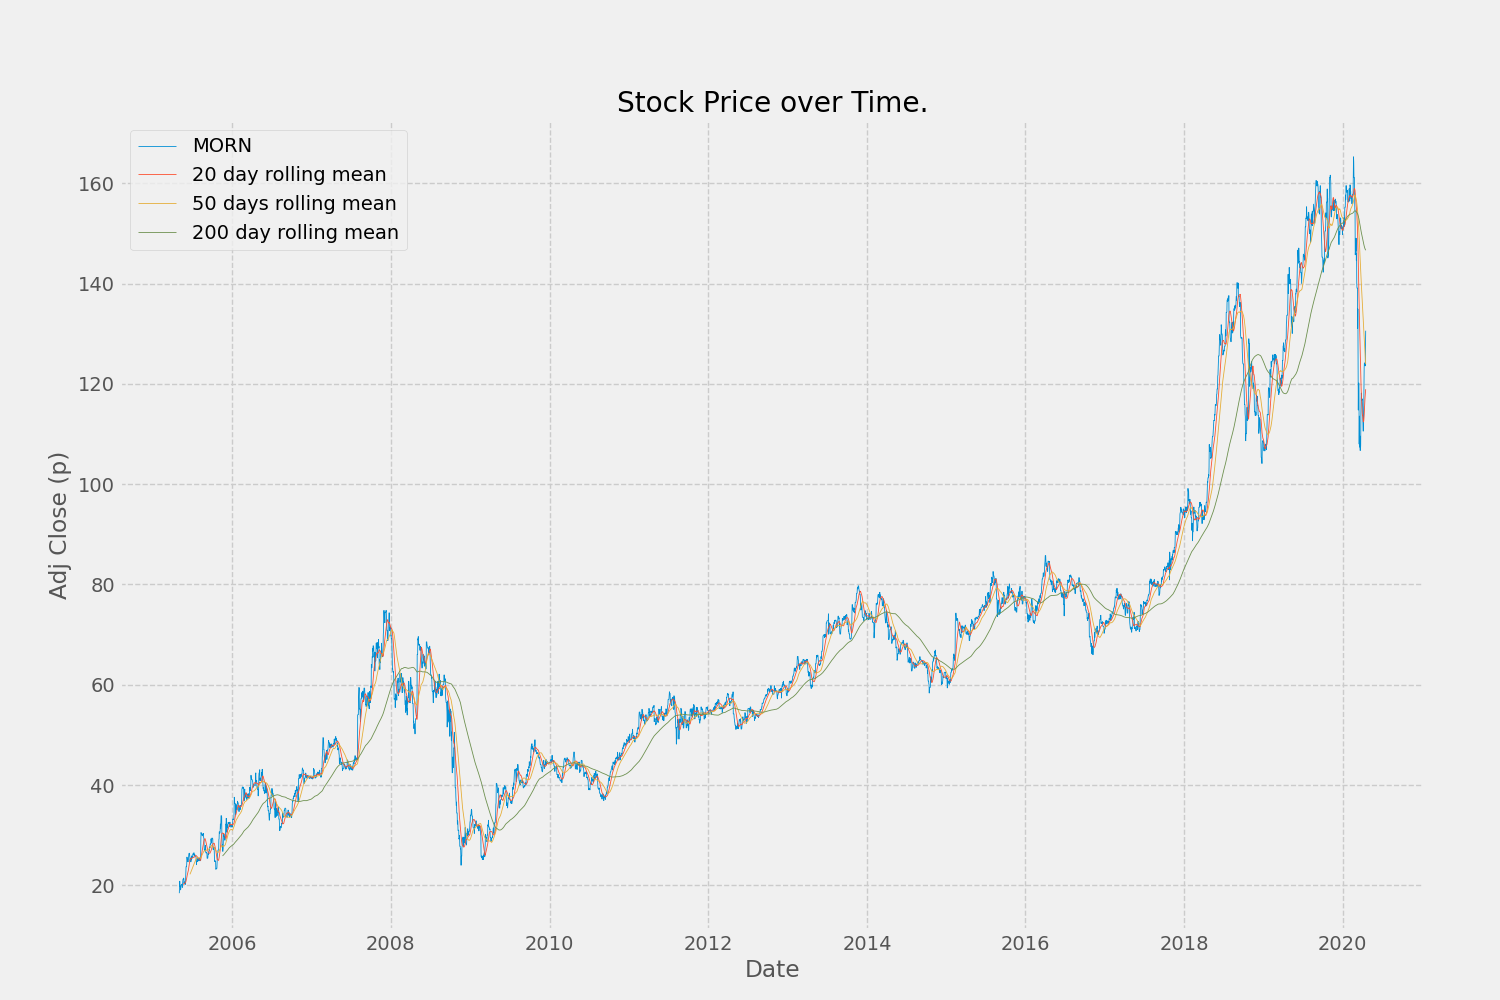 Stock Price over Time.
MORN
20 day rolling mean
50 days rolling mean
200 day rolling mean
Adj Close (p)
160
140
120
100
80
60
40
20
2006 2008 2010 2012 2014 2016 2018 2020
Date